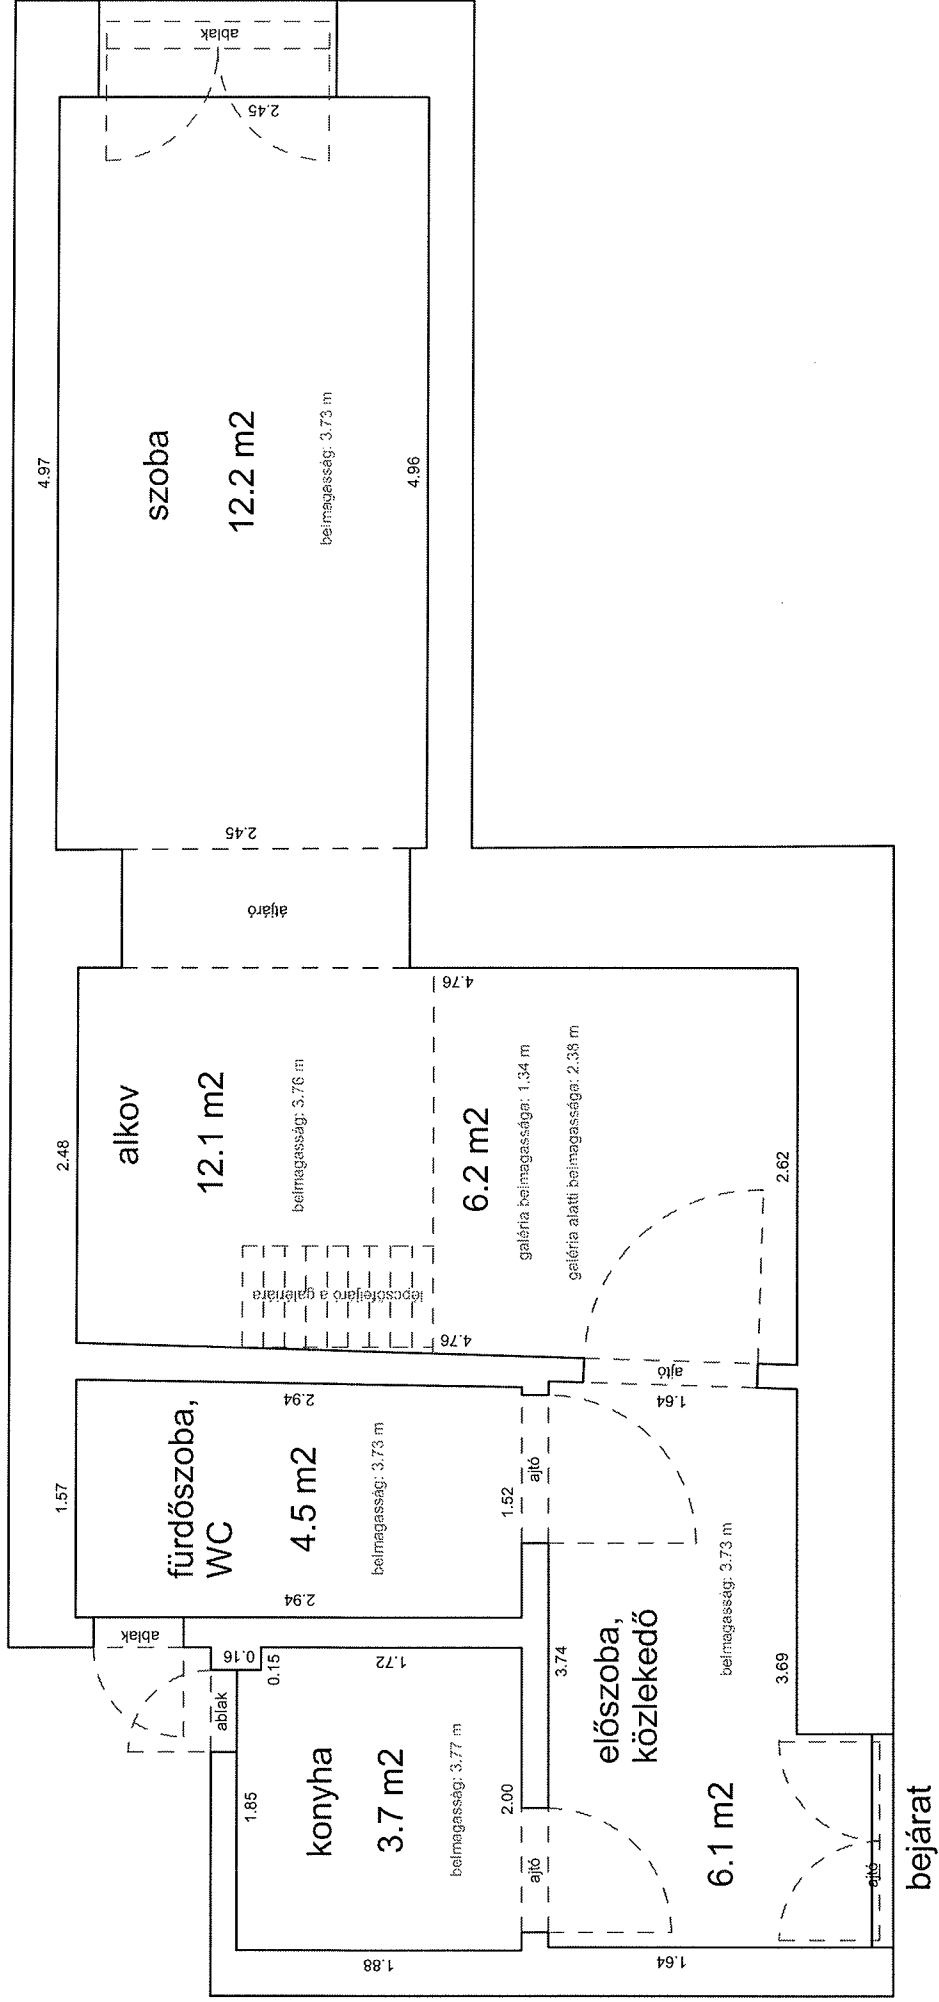 ablak
2.45
4.97
szoba
12.2 m2
belmagasság: 3.73 m
4.96
2.45
átjáró
4.76
2.48
alkov
12.1 m2
belmagasság: 3.76 m
6.2 m2
galéria belmagassága: 1.34 m
galéria alatti belmagassága: 2.38 m
2.62
lépcsőfeljáró a galériára
4.76
ajtó
1.64
1.57
fürdőszoba,
WC
4.5 m2
belmagasság: 3.73 m
2.94
2.94
1.52
ajtó
ablak
0.16
0.15
1.72
ablak
1.85
konyha
3.7 m2
belmagasság: 3.77 m
2.00
1.88
ajtó
3.74
előszoba,
közlekedő
6.1 m2
belmagasság: 3.73 m
3.69
1.64
ajtó
bejárat